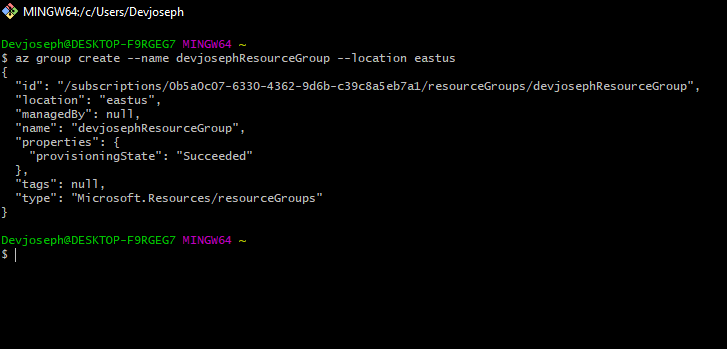 MINGW64:/c/Users/Devjoseph
Devjoseph@DESKTOP-F9RGEG7 MINGW64 ~
$ az group create --name devjosephResourceGroup --location eastus
{
  "id": "/subscriptions/0b5a0c07-6330-4362-9d6b-c39c8a5eb7a1/resourceGroups/devjosephResourceGroup",
  "location": "eastus",
  "managedBy": null,
  "name": "devjosephResourceGroup",
  "properties": {
    "provisioningState": "Succeeded"
  },
  "tags": null,
  "type": "Microsoft.Resources/resourceGroups"
}
Devjoseph@DESKTOP-F9RGEG7 MINGW64 ~
$